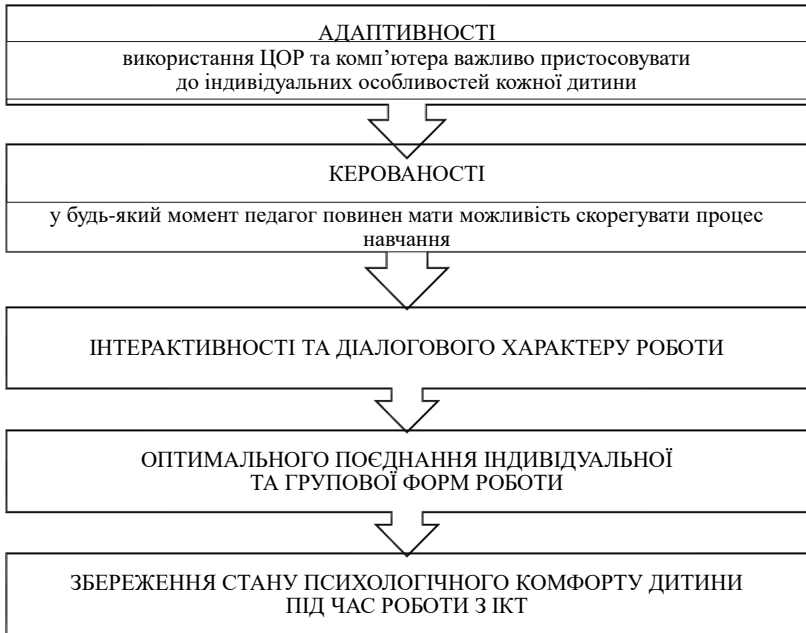 АДАПТИВНОСТІ
використання ЦОР та комп’ютера важливо пристосовувати
до індивідуальних особливостей кожної дитини
КЕРОВАНОСТІ
у будь-який момент педагог повинен мати можливість скорегувати процес
навчання
ІНТЕРАКТИВНОСТІ ТА ДІАЛОГОВОГО ХАРАКТЕРУ РОБОТИ
ОПТИМАЛЬНОГО ПОЄДНАННЯ ІНДИВІДУАЛЬНОЇ
ТА ГРУПОВОЇ ФОРМ РОБОТИ
ЗБЕРЕЖЕННЯ СТАНУ ПСИХОЛОГІЧНОГО КОМФОРТУ ДИТИНИ
ПІД ЧАС РОБОТИ З ІКТ